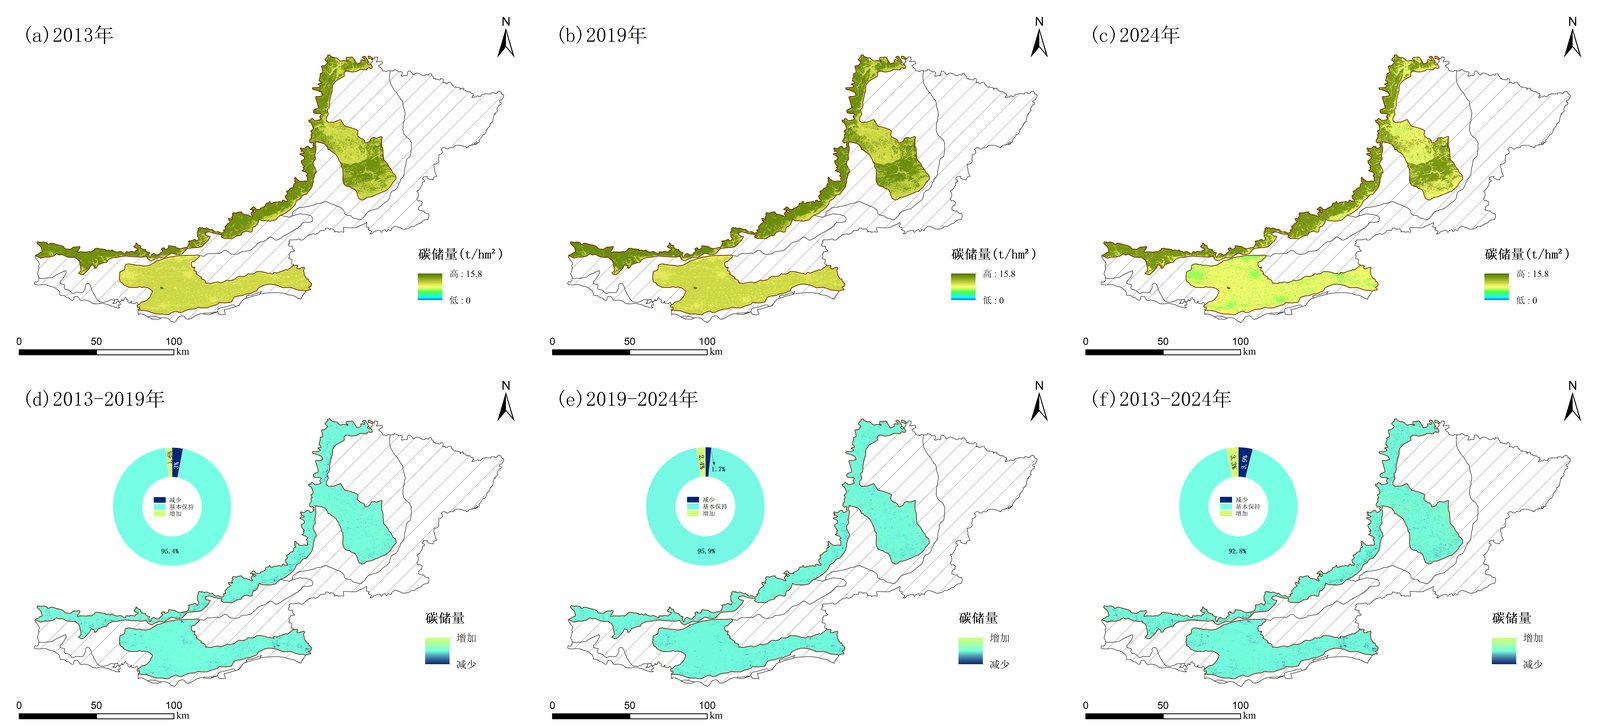 (a)2013年
N
碳储量(t/hm²)
高 : 15.8
低 : 0
0 50 100 km
(b)2019年
N
碳储量(t/hm²)
高 : 15.8
低 : 0
0 50 100 km
(c)2024年
N
碳储量(t/hm²)
高 : 15.8
低 : 0
0 50 100 km
(d)2013-2019年
N
3%
减少
基本保持
增加
95.4%
碳储量
增加
减少
0 50 100 km
(e)2019-2024年
N
2.4%
1.7%
减少
基本保持
增加
95.9%
碳储量
增加
减少
0 50 100 km
(f)2013-2024年
N
3.3%
3.9%
减少
基本保持
增加
92.8%
碳储量
增加
减少
0 50 100 km